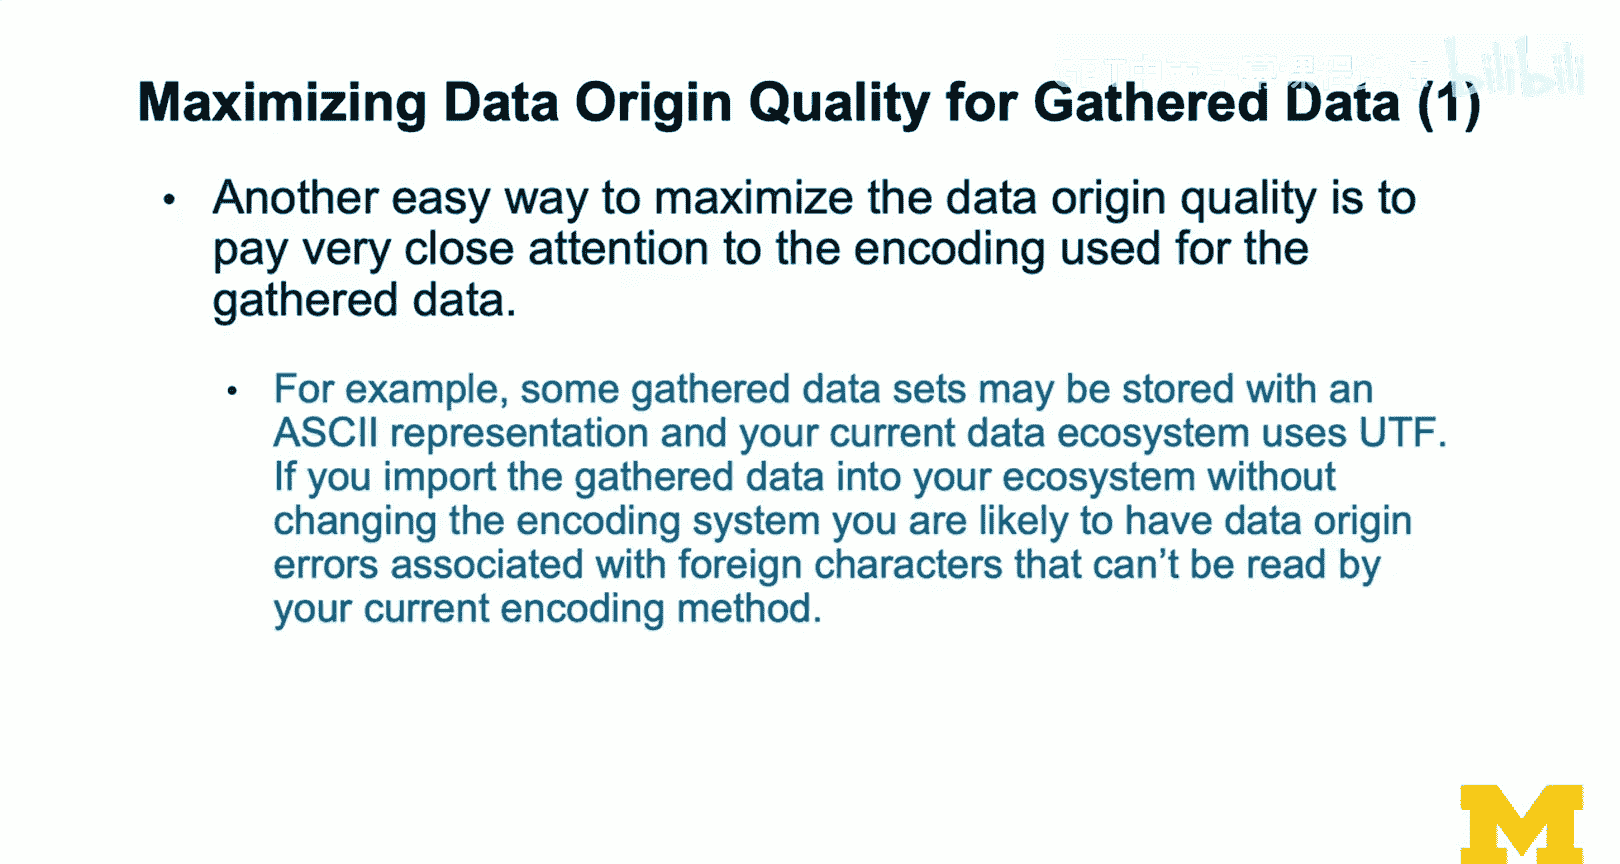 Maximizing Data Origin Quality for Gathered Data (1)
bilibili
• Another easy way to maximize the data origin quality is to
pay very close attention to the encoding used for the
gathered data.
• For example, some gathered data sets may be stored with an
ASCII representation and your current data ecosystem uses UTF.
If you import the gathered data into your ecosystem without
changing the encoding system you are likely to have data origin
errors associated with foreign characters that can’t be read by
your current encoding method.
M